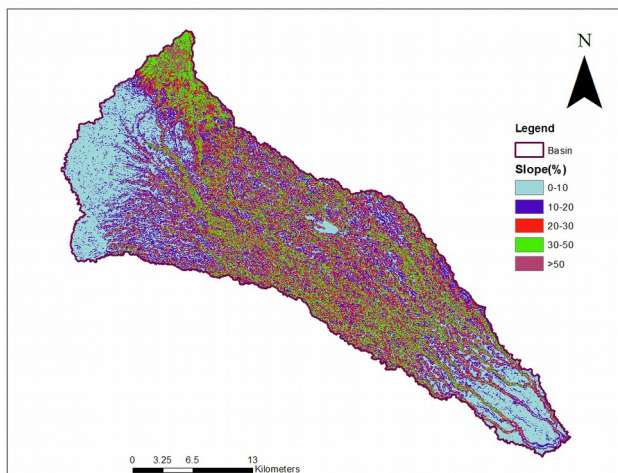 N
Legend
Basin
Slope(%)
0-10
10-20
20-30
30-50
>50
0 3.25 6.5 13
Kilometers